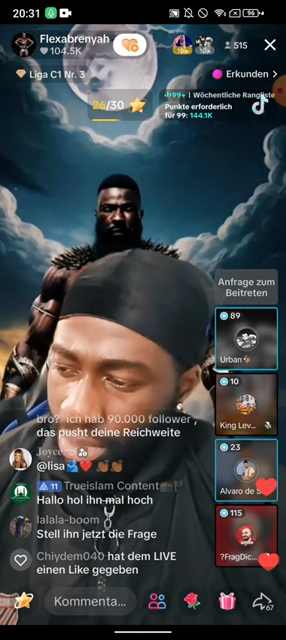 20:31
96
Flexabrenyah
104.5K
515
Liga C1 Nr. 3
Erkunden >
26/30
99+ | Wöchentliche Rangliste
Punkte erforderlich
für 99: 144.1K
Anfrage zum
Beitreten
89
Urban
10
King Lev...
23
Alvaro de S
115
?FragDic...
bro? ich hab 90.000 follower,
das pusht deine Reichweite
Joyce
@lisa
11 Trueislam Content
Hallo hol ihn mal hoch
lalala-boom
Stell ihn jetzt die Frage
Chiydem040 hat dem LIVE
einen Like gegeben
Kommenta...
67